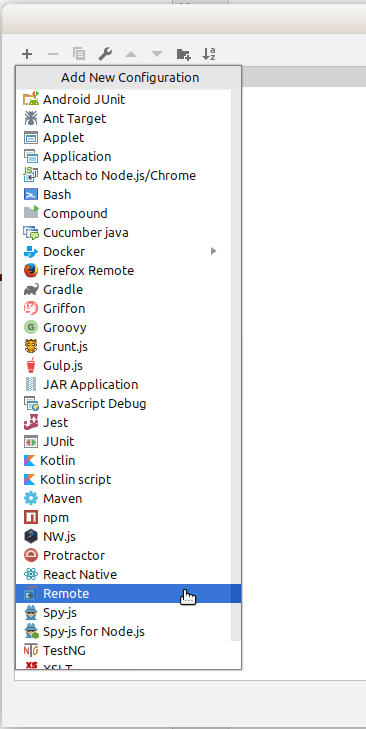 Add New Configuration
Android JUnit
Ant Target
Applet
Application
Attach to Node.js/Chrome
Bash
Compound
Cucumber java
Docker
Firefox Remote
Gradle
Griffon
Groovy
Grunt.js
Gulp.js
JAR Application
JavaScript Debug
Jest
JUnit
Kotlin
Kotlin script
Maven
npm
NW.js
Protractor
React Native
Remote
Spy-js
Spy-js for Node.js
TestNG
XSLT